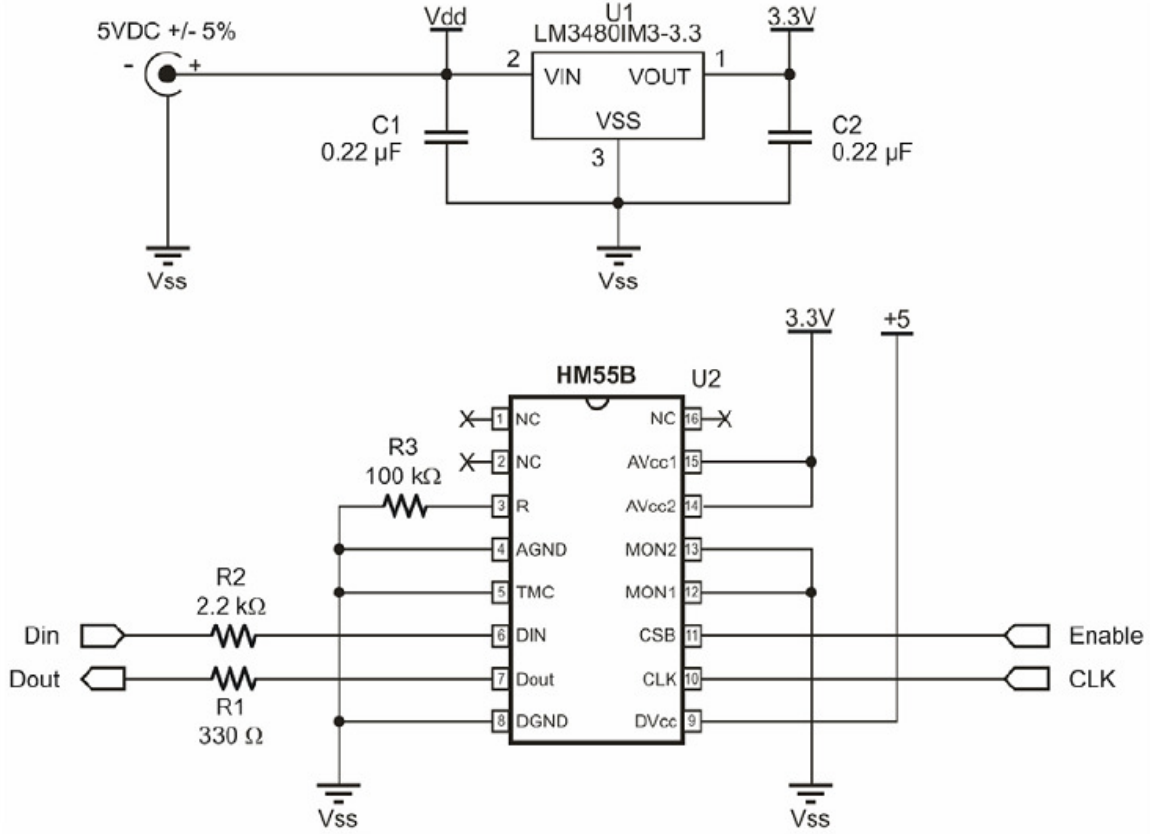 5VDC +/- 5%
- +
Vdd
U1
LM3480IM3-3.3
3.3V
2
VIN
VOUT
1
VSS
3
C1
0.22 µF
C2
0.22 µF
Vss
Vss
3.3V
+5
HM55B
U2
1 NC
NC 16
R3
100 kΩ
2 NC
AVcc1 15
3 R
AVcc2 14
4 AGND
MON2 13
5 TMC
MON1 12
R2
2.2 kΩ
Din
6 DIN
CSB 11
Enable
Dout
7 Dout
CLK 10
CLK
R1
330 Ω
8 DGND
DVcc 9
Vss
Vss